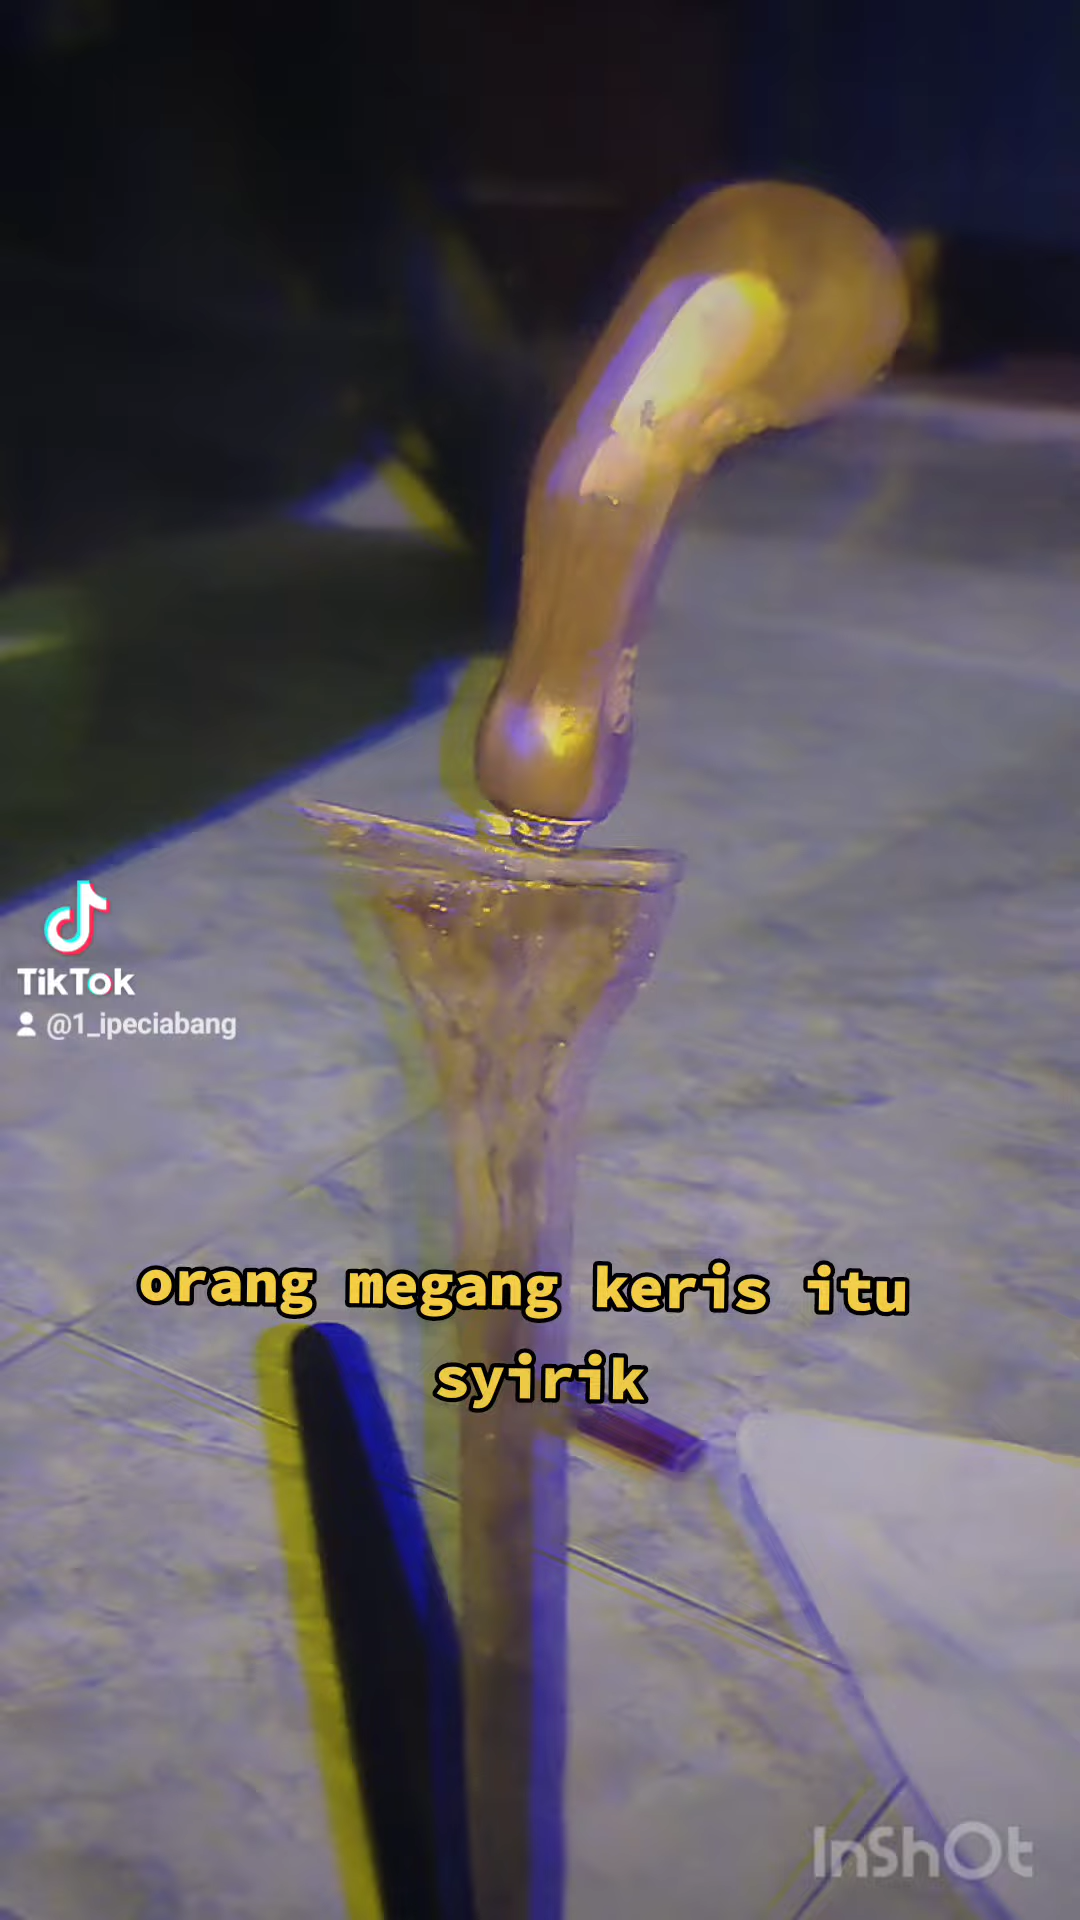 TikTok
@1_ipeciabang
orang megang keris itu
syirik
InShOt